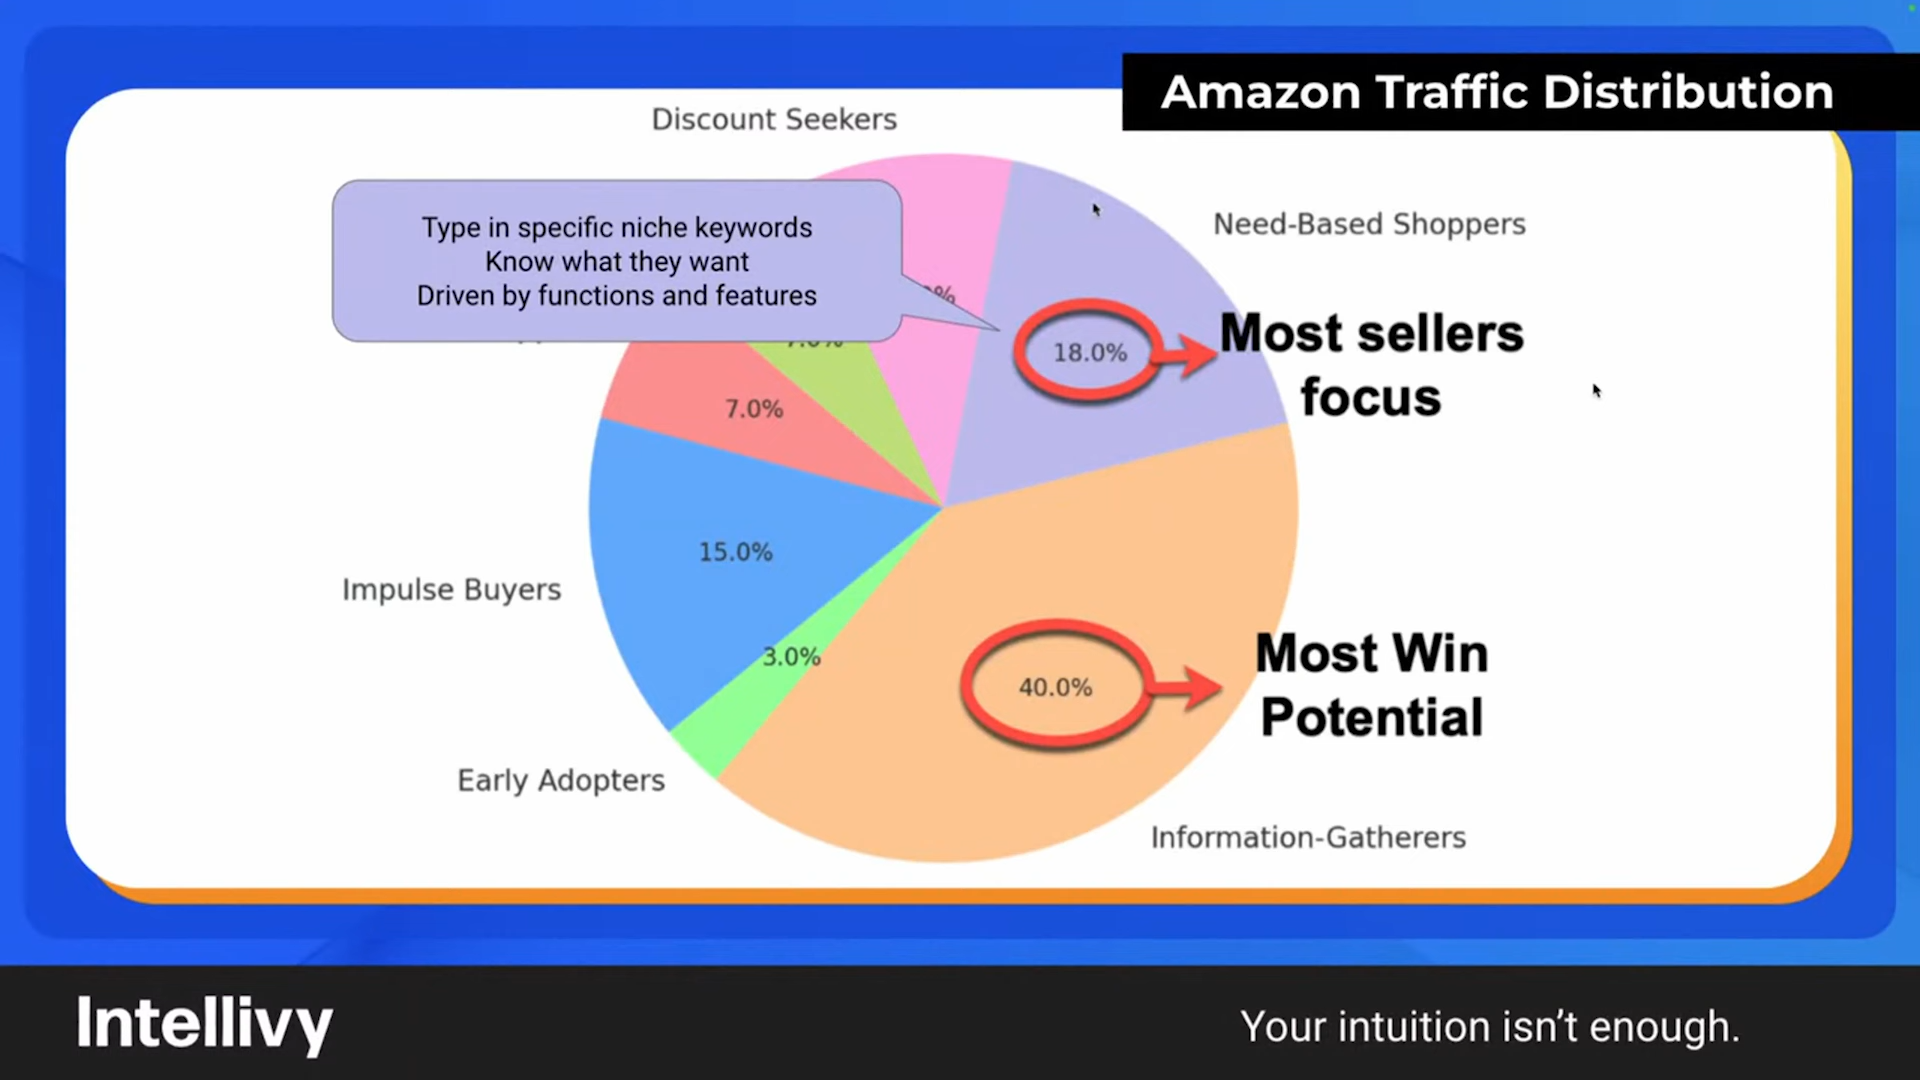 Amazon Traffic Distribution
Discount Seekers
Type in specific niche keywords
Know what they want
Driven by functions and features
Need-Based Shoppers
18.0%
Most sellers
focus
7.0%
15.0%
Impulse Buyers
3.0%
40.0%
Most Win
Potential
Early Adopters
Information-Gatherers
Intellivy
Your intuition isn’t enough.